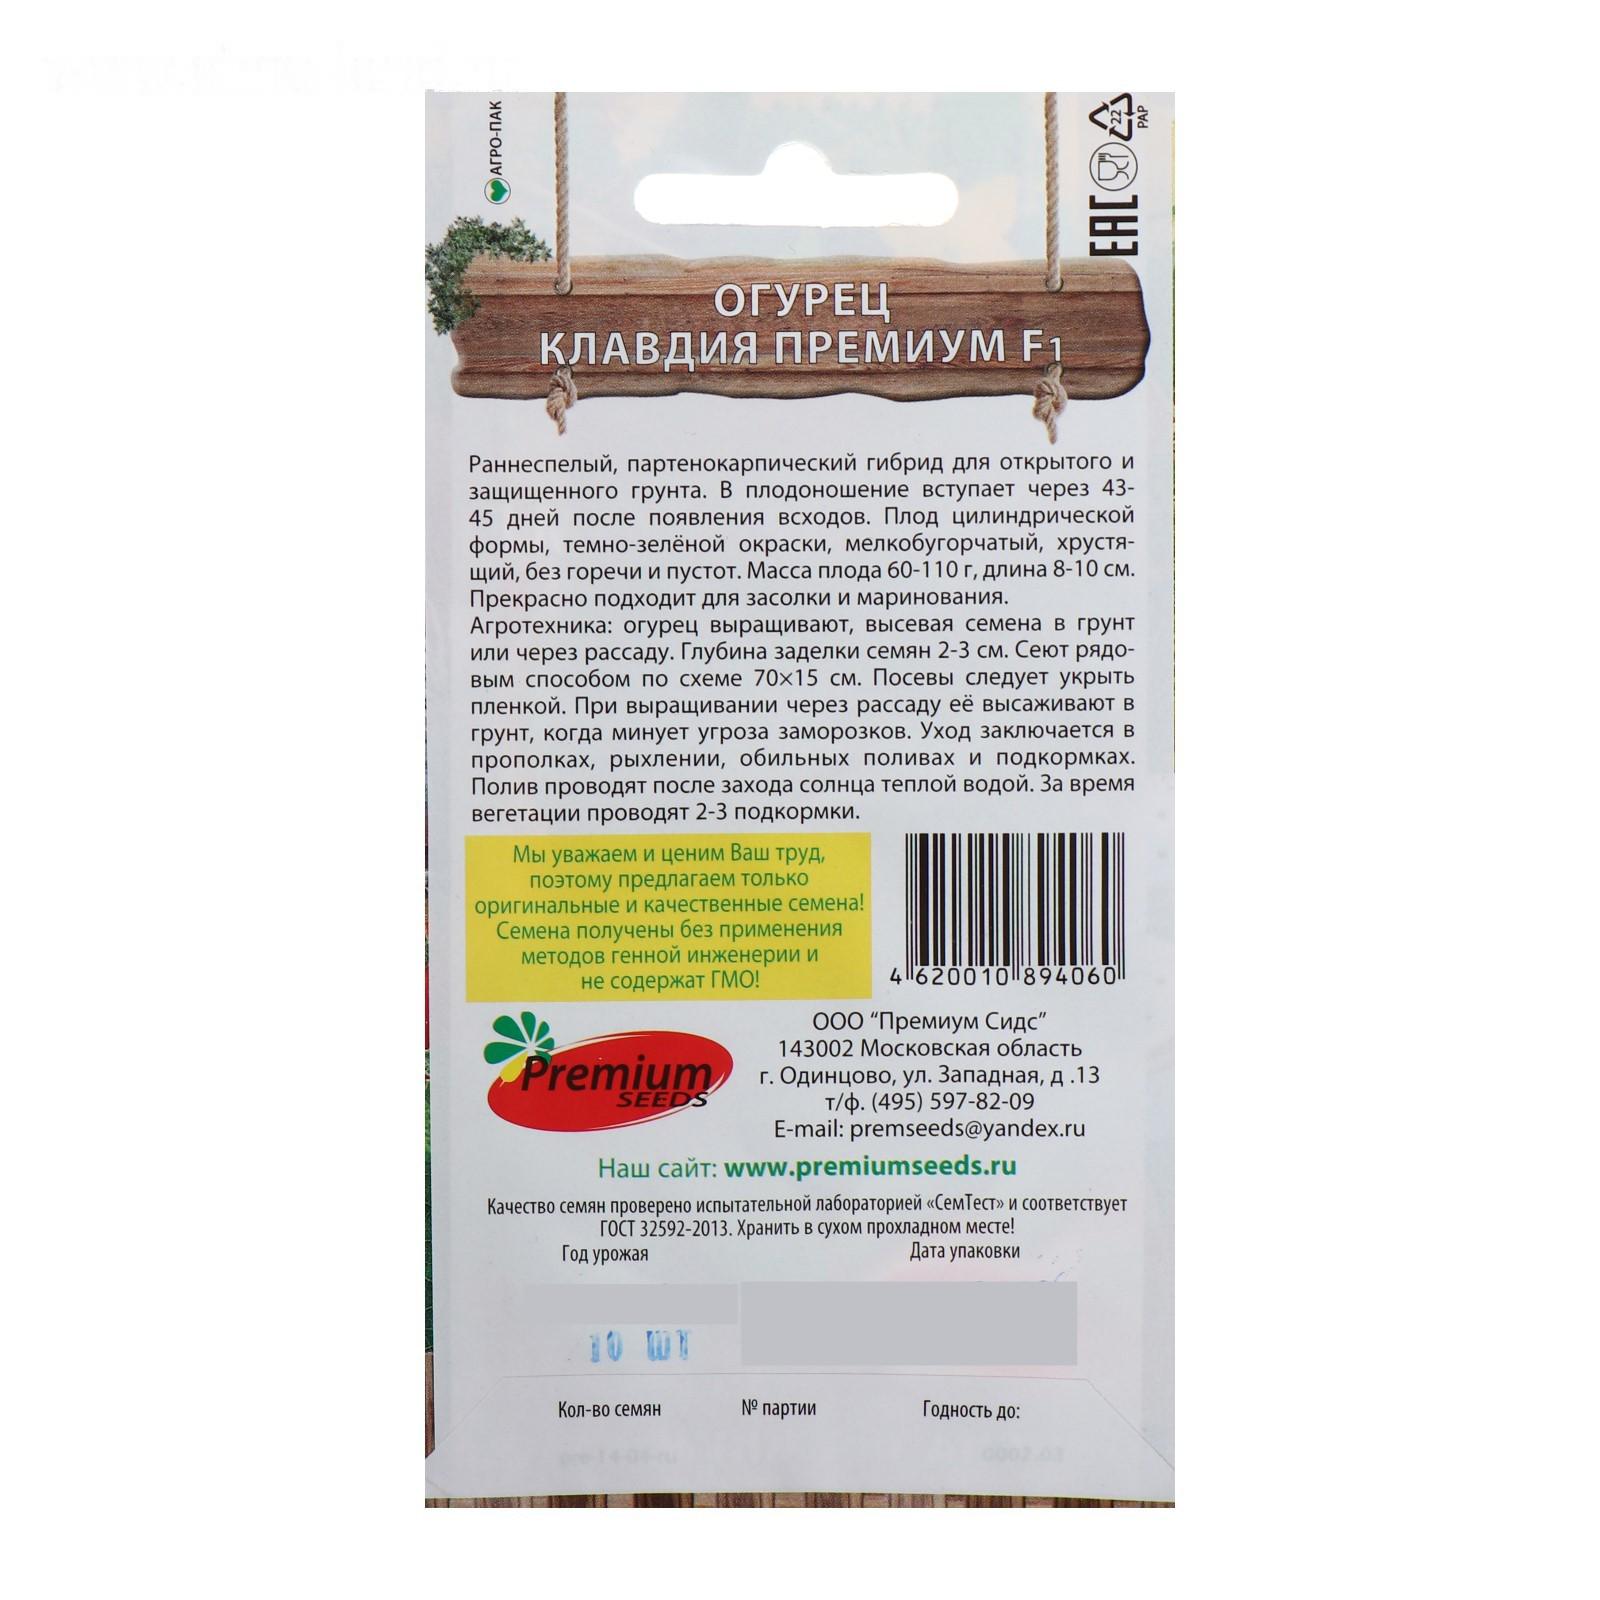 АГРО-ПАК
22
PAP
EAC
ОГУРЕЦ
КЛАВДИЯ ПРЕМИУМ F1
Раннеспелый, партенокарпический гибрид для открытого и
защищенного грунта. В плодоношение вступает через 43-
45 дней после появления всходов. Плод цилиндрической
формы, темно-зелёной окраски, мелкобугорчатый, хрустя-
щий, без горечи и пустот. Масса плода 60-110 г, длина 8-10 см.
Прекрасно подходит для засолки и маринования.
Агротехника: огурец выращивают, высевая семена в грунт
или через рассаду. Глубина заделки семян 2-3 см. Сеют рядо-
вым способом по схеме 70×15 см. Посевы следует укрыть
пленкой. При выращивании через рассаду её высаживают в
грунт, когда минует угроза заморозков. Уход заключается в
прополках, рыхлении, обильных поливах и подкормках.
Полив проводят после захода солнца теплой водой. За время
вегетации проводят 2-3 подкормки.
Мы уважаем и ценим Ваш труд,
поэтому предлагаем только
оригинальные и качественные семена!
Семена получены без применения
методов генной инженерии и
не содержат ГМО!
4 620010 894060
Premium
SEEDS
ООО “Премиум Сидс”
143002 Московская область
г. Одинцово, ул. Западная, д .13
т/ф. (495) 597-82-09
E-mail: premseeds@yandex.ru
Наш сайт: www.premiumseeds.ru
Качество семян проверено испытательной лабораторией «СемТест» и соответствует
ГОСТ 32592-2013. Хранить в сухом прохладном месте!
Год урожая Дата упаковки
10 ШТ
Кол-во семян № партии Годность до: